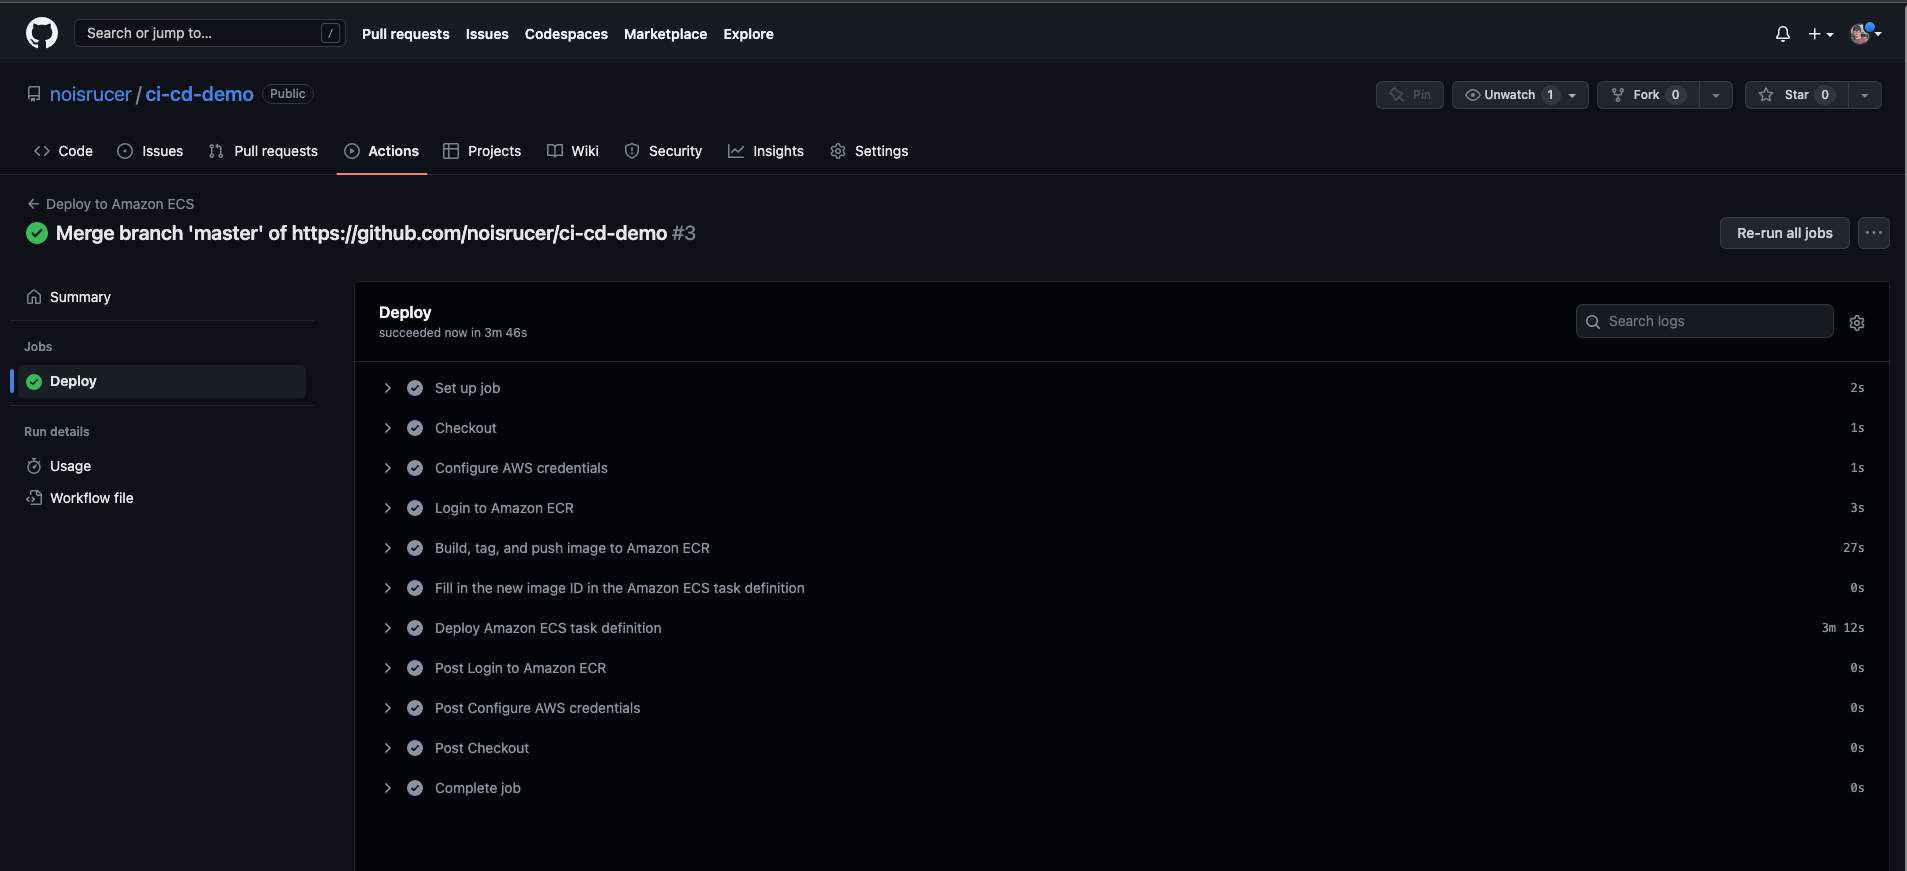 Search or jump to... /
Pull requests Issues Codespaces Marketplace Explore
noisrucer / ci-cd-demo Public
Pin Unwatch 1 Fork 0 Star 0
Code Issues Pull requests Actions Projects Wiki Security Insights Settings
Deploy to Amazon ECS
Merge branch 'master' of https://github.com/noisrucer/ci-cd-demo #3
Re-run all jobs
Summary
Jobs
Deploy
Run details
Usage
Workflow file
Deploy
succeeded now in 3m 46s
Search logs
Set up job 2s
Checkout 1s
Configure AWS credentials 1s
Login to Amazon ECR 3s
Build, tag, and push image to Amazon ECR 27s
Fill in the new image ID in the Amazon ECS task definition 0s
Deploy Amazon ECS task definition 3m 12s
Post Login to Amazon ECR 0s
Post Configure AWS credentials 0s
Post Checkout 0s
Complete job 0s